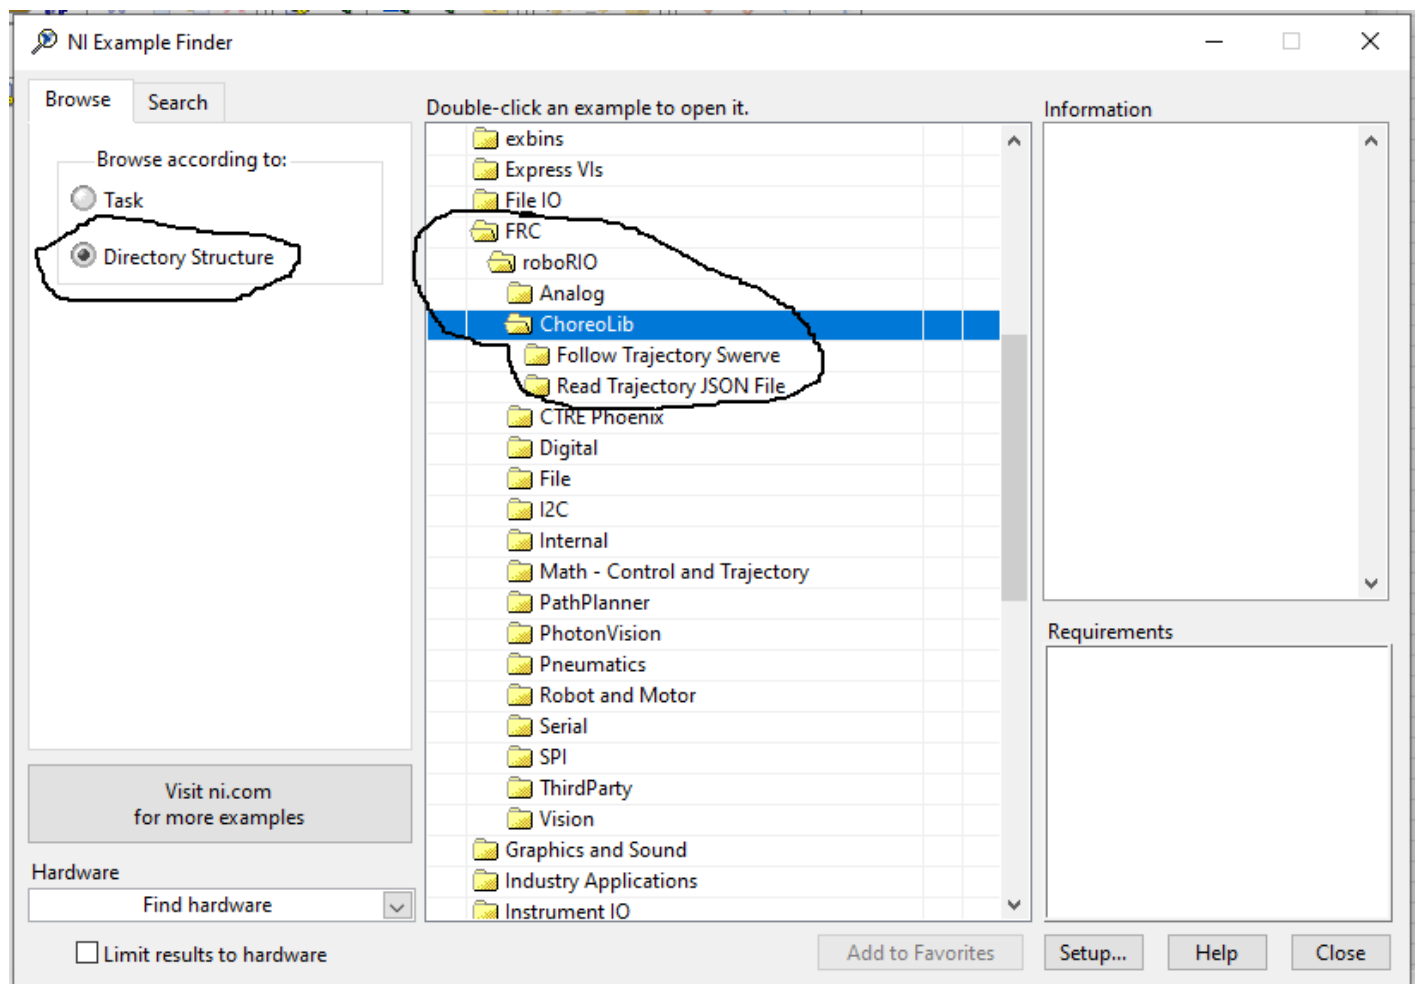 NI Example Finder
Browse
Search
Browse according to:
Task
Directory Structure
Visit ni.com
for more examples
Hardware
Find hardware
Limit results to hardware
Double-click an example to open it.
exbins
Express VIs
File IO
FRC
roboRIO
Analog
ChoreoLib
Follow Trajectory Swerve
Read Trajectory JSON File
CTRE Phoenix
Digital
File
I2C
Internal
Math - Control and Trajectory
PathPlanner
PhotonVision
Pneumatics
Robot and Motor
Serial
SPI
ThirdParty
Vision
Graphics and Sound
Industry Applications
Instrument IO
Information
Requirements
Add to Favorites
Setup...
Help
Close